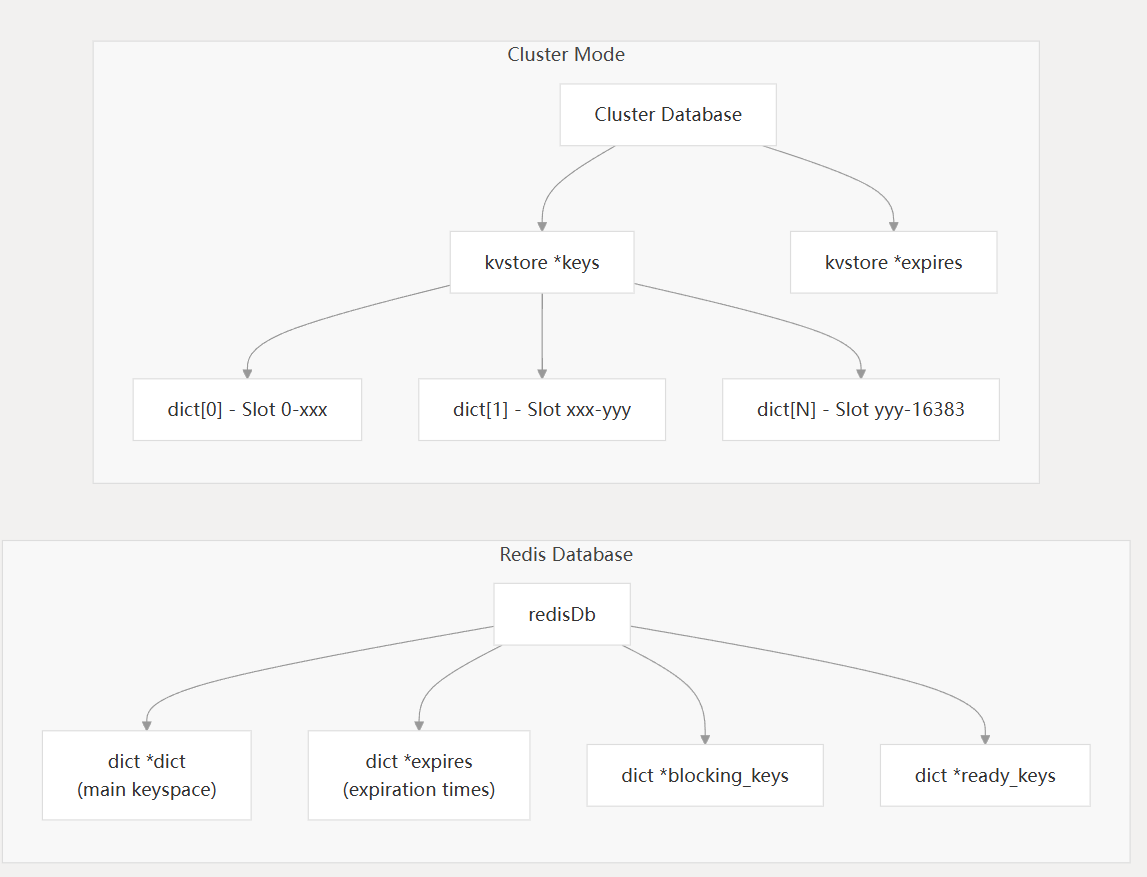 Cluster Mode
Cluster Database
kvstore *keys
kvstore *expires
dict[0] - Slot 0-xxx
dict[1] - Slot xxx-yyy
dict[N] - Slot yyy-16383
Redis Database
redisDb
dict *dict
(main keyspace)
dict *expires
(expiration times)
dict *blocking_keys
dict *ready_keys